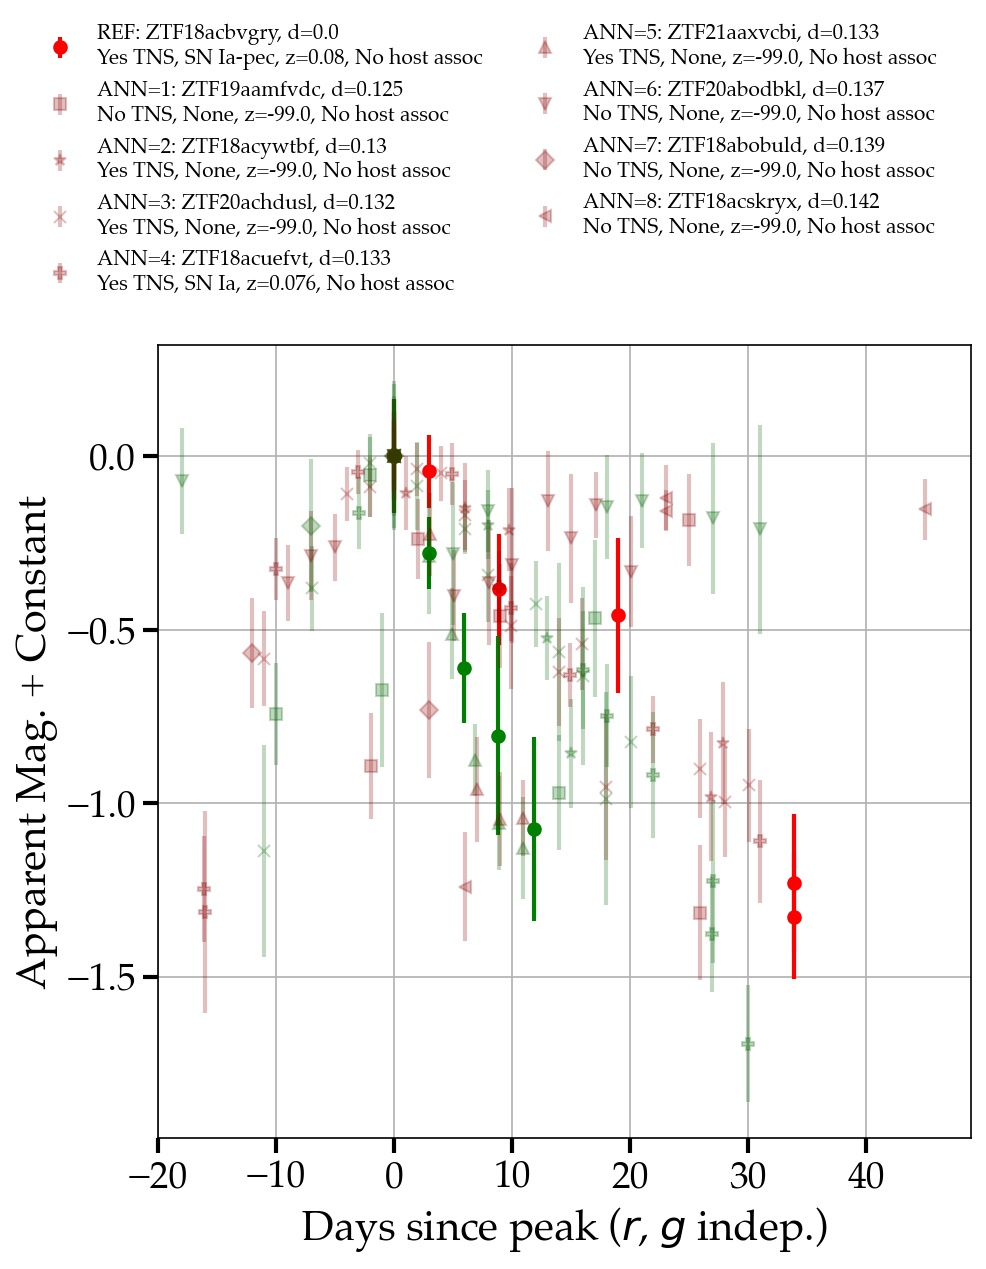 REF: ZTF18acbvgry, d=0.0
Yes TNS, SN Ia-pec, z=0.08, No host assoc
ANN=1: ZTF19aamfvdc, d=0.125
No TNS, None, z=-99.0, No host assoc
ANN=2: ZTF18acywtbf, d=0.13
Yes TNS, None, z=-99.0, No host assoc
ANN=3: ZTF20achdusl, d=0.132
Yes TNS, None, z=-99.0, No host assoc
ANN=4: ZTF18acuefvt, d=0.133
Yes TNS, SN Ia, z=0.076, No host assoc
ANN=5: ZTF21aaxvcbi, d=0.133
Yes TNS, None, z=-99.0, No host assoc
ANN=6: ZTF20abodbkl, d=0.137
No TNS, None, z=-99.0, No host assoc
ANN=7: ZTF18abobuld, d=0.139
No TNS, None, z=-99.0, No host assoc
ANN=8: ZTF18acskryx, d=0.142
No TNS, None, z=-99.0, No host assoc
Apparent Mag. + Constant
0.0
−0.5
−1.0
−1.5
−20 −10 0 10 20 30 40
Days since peak (r, g indep.)